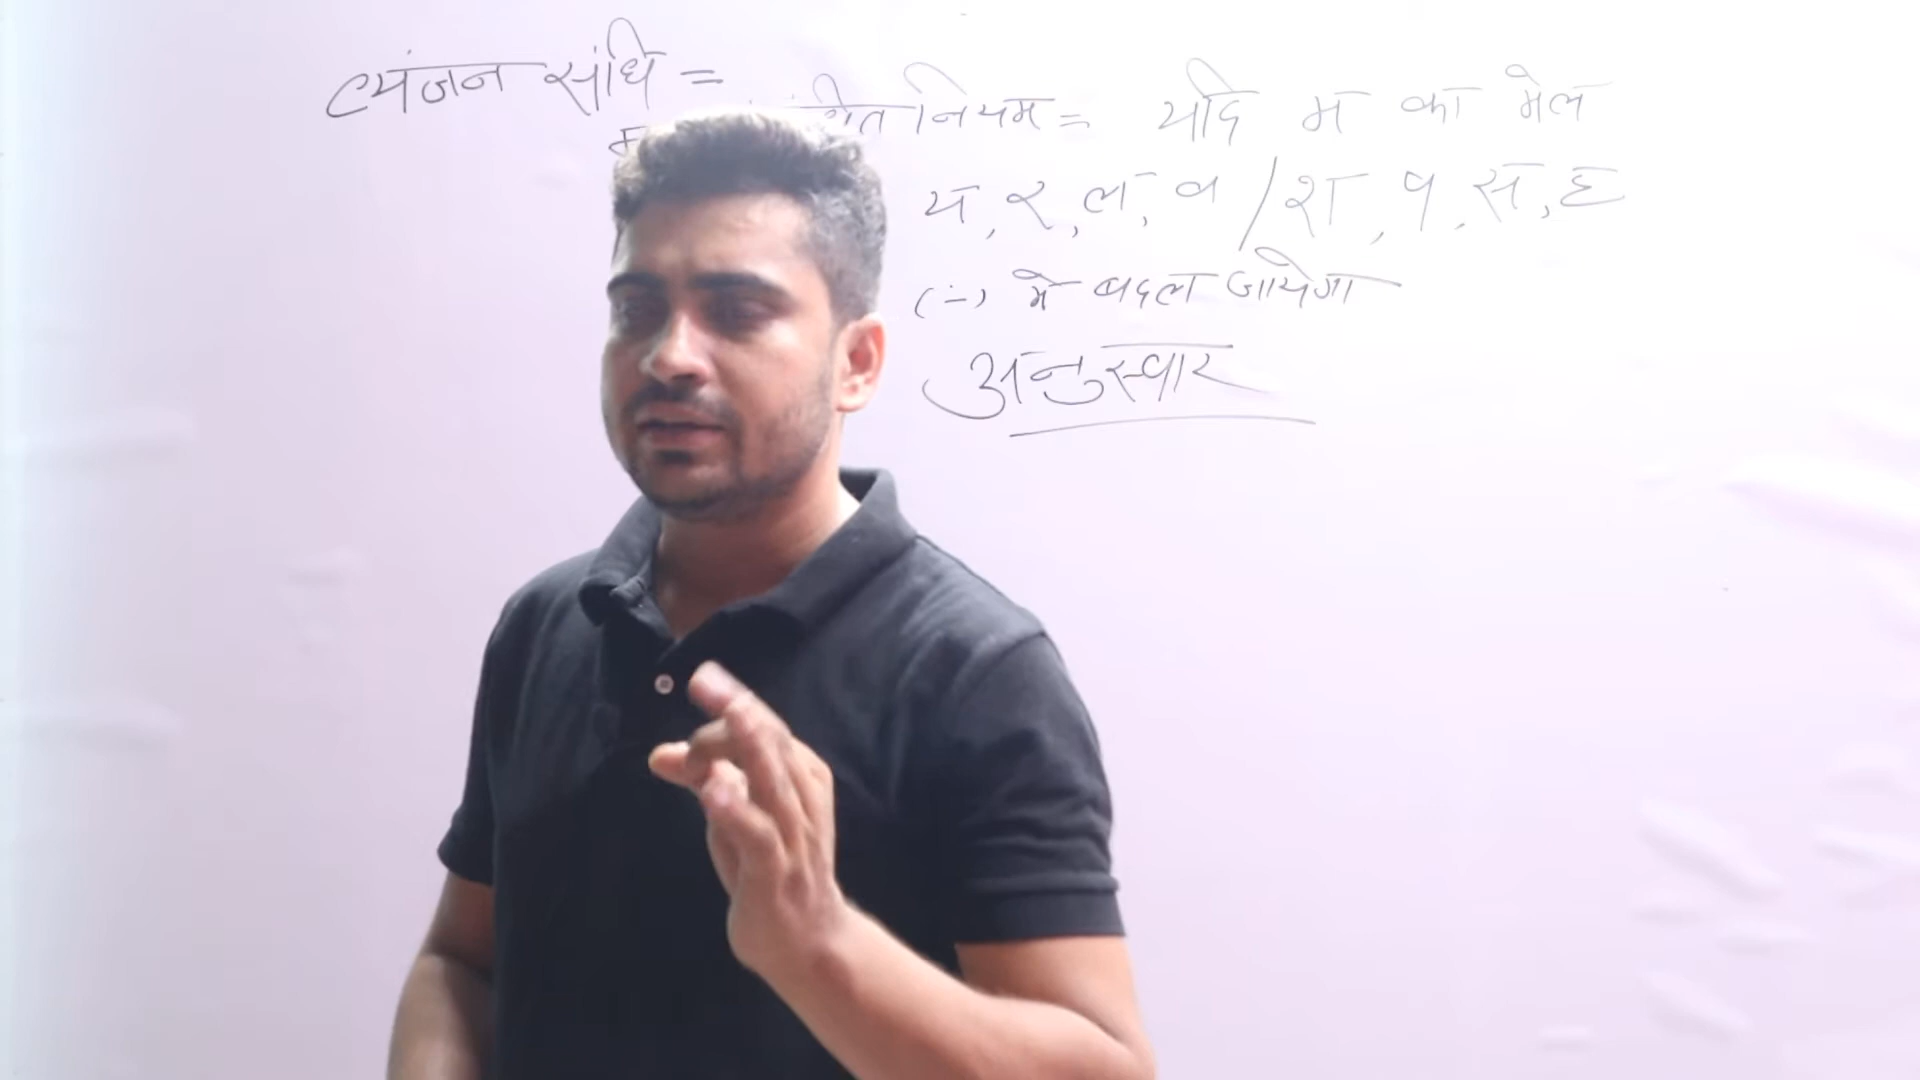 व्यंजन संधि =
नियम = यदि म का मेल
य, र, ल, व / श, ष, स, ह
(-ं) में बदल जायेगा
अनुस्वार